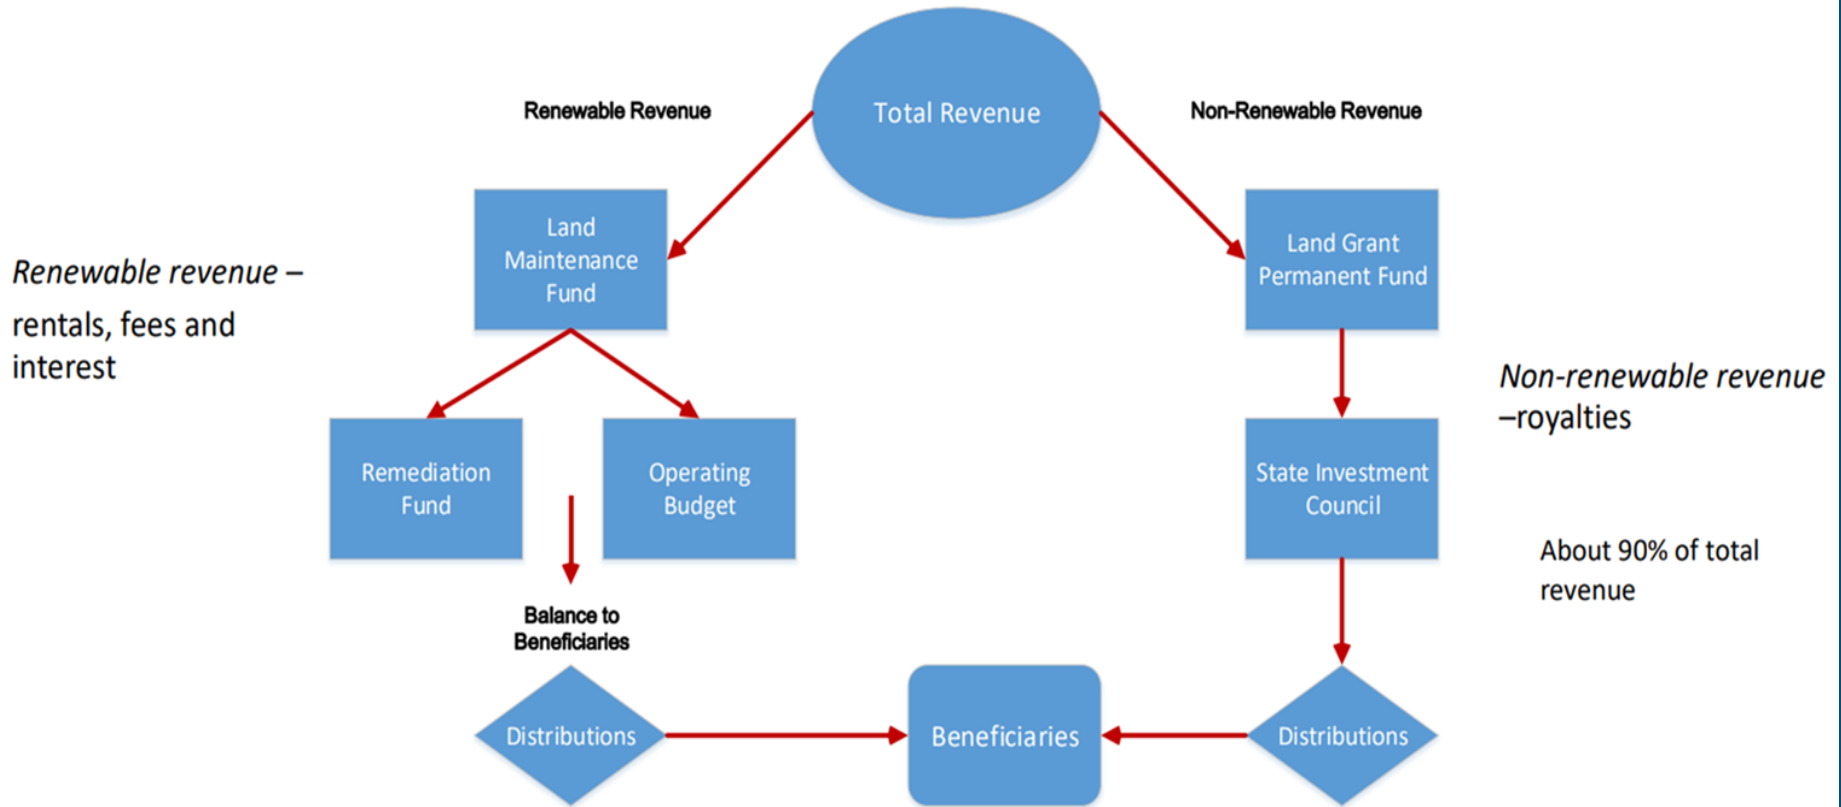 Total Revenue
Renewable Revenue
Non-Renewable Revenue
Land
Maintenance
Fund
Land Grant
Permanent Fund
Renewable revenue –
rentals, fees and
interest
Non-renewable revenue
–royalties
Remediation
Fund
Operating
Budget
State Investment
Council
About 90% of total
revenue
Balance to
Beneficiaries
Distributions
Beneficiaries
Distributions